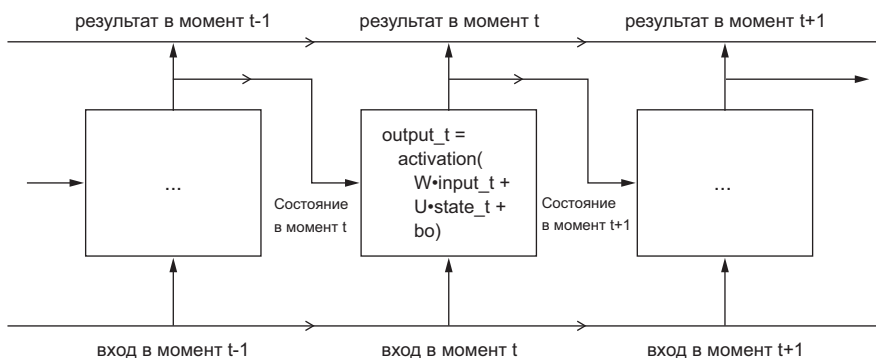 результат в момент t-1
результат в момент t
результат в момент t+1
...
output_t =
activation(
W•input_t +
U•state_t +
bo)
...
Состояние
в момент t
Состояние
в момент t+1
вход в момент t-1
вход в момент t
вход в момент t+1